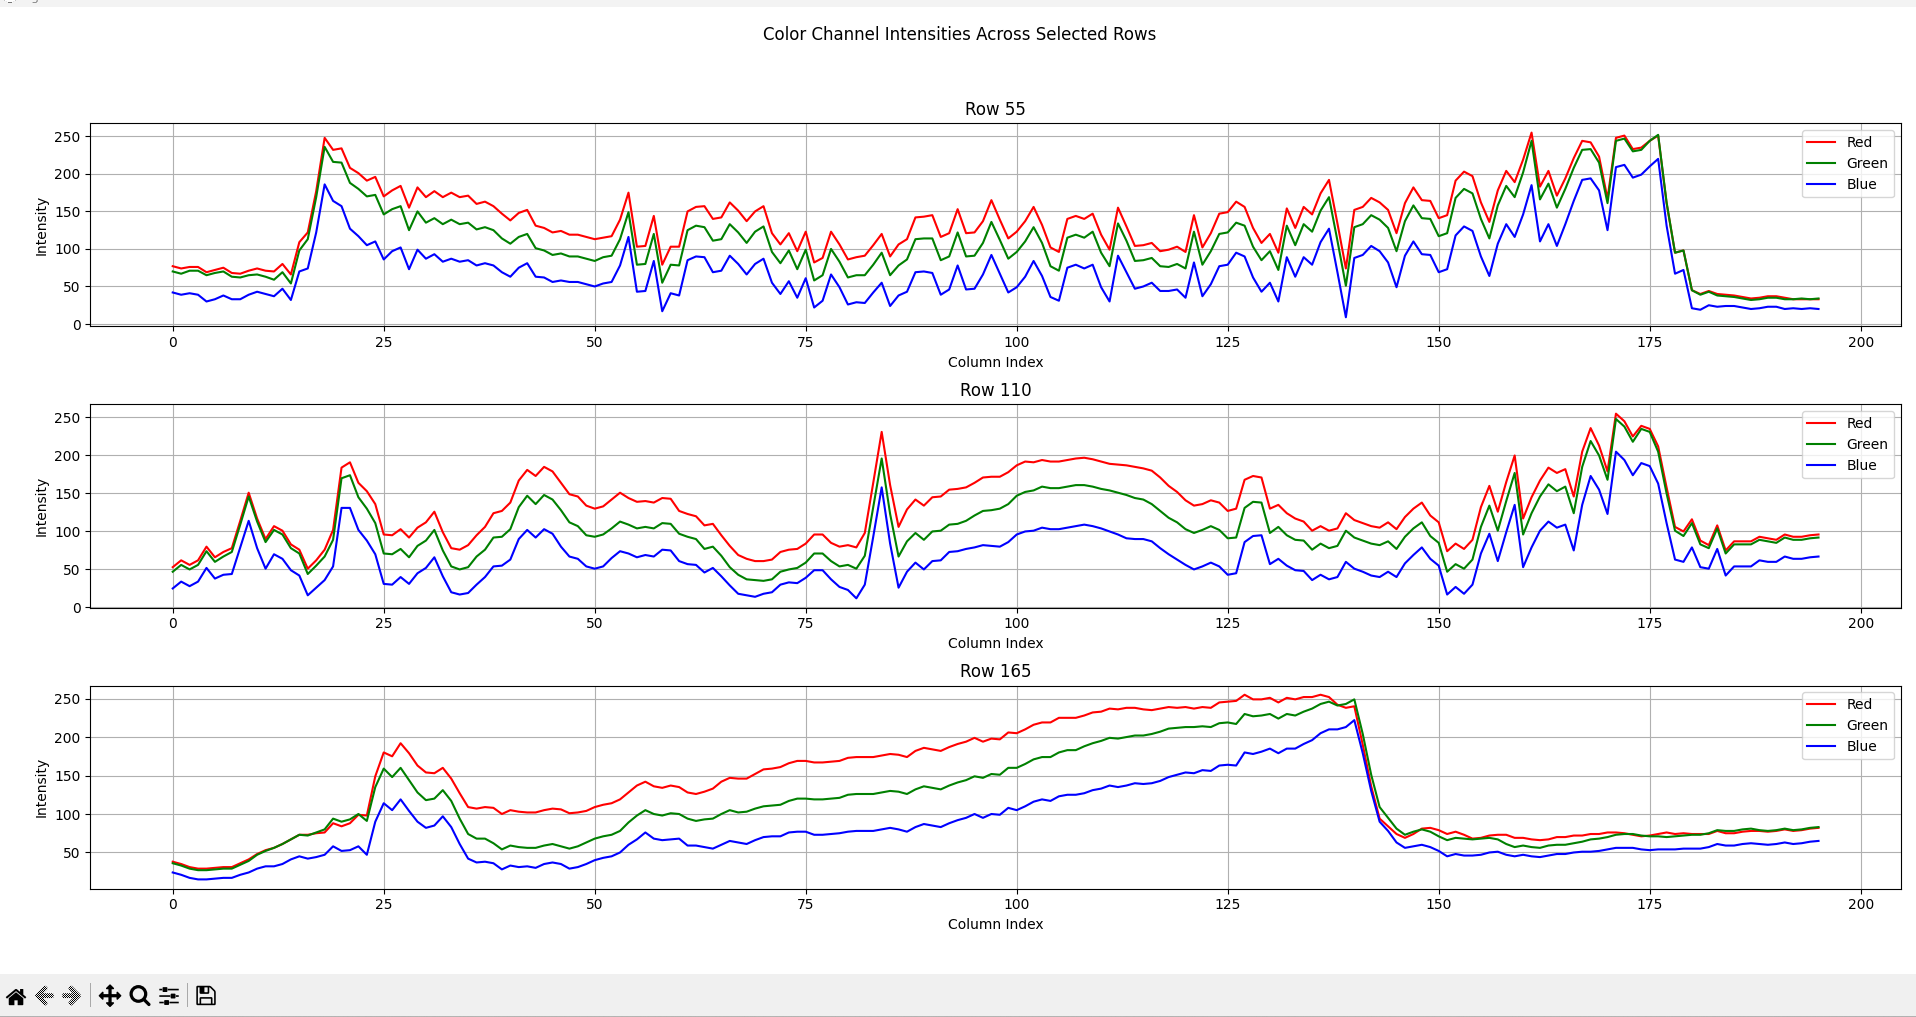 Color Channel Intensities Across Selected Rows
Row 55
250
200
150
100
50
0
Intensity
Red
Green
Blue
0 25 50 75 100 125 150 175 200
Column Index
Row 110
250
200
150
100
50
0
Intensity
Red
Green
Blue
0 25 50 75 100 125 150 175 200
Column Index
Row 165
250
200
150
100
50
Intensity
Red
Green
Blue
0 25 50 75 100 125 150 175 200
Column Index